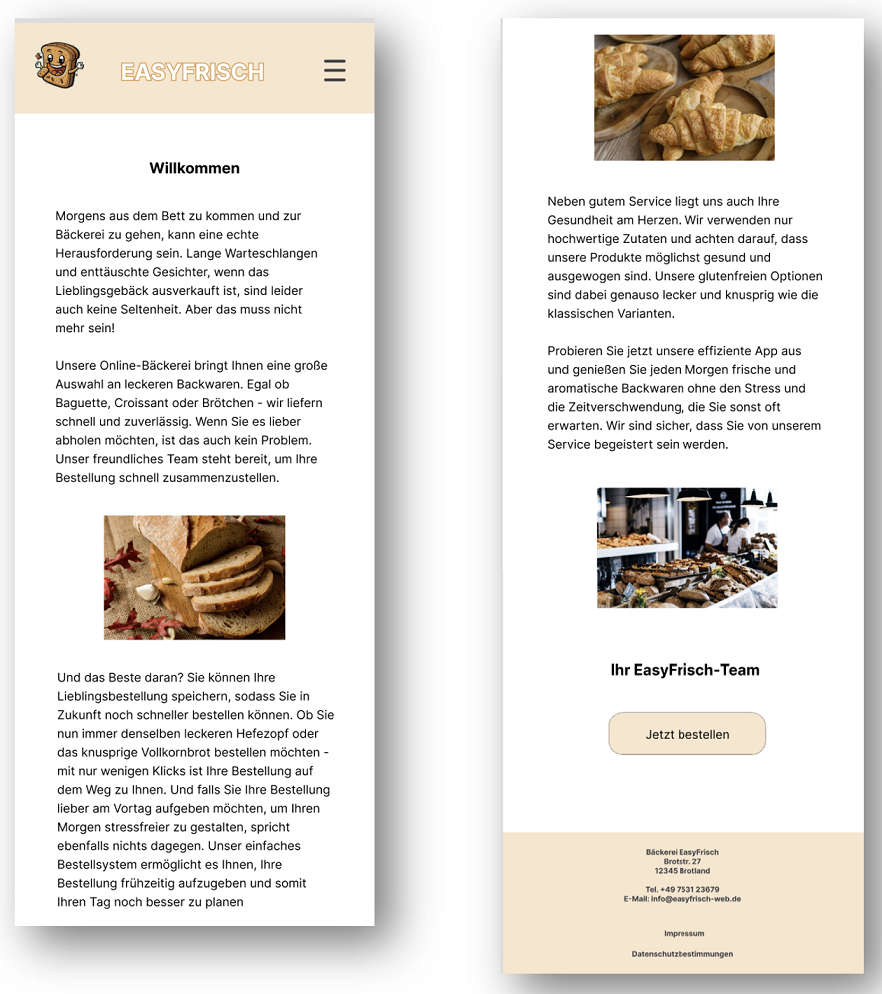 EASYFRISCH
Willkommen
Morgens aus dem Bett zu kommen und zur
Bäckerei zu gehen, kann eine echte
Herausforderung sein. Lange Warteschlangen
und enttäuschte Gesichter, wenn das
Lieblingsgebäck ausverkauft ist, sind leider
auch keine Seltenheit. Aber das muss nicht
mehr sein!
Unsere Online-Bäckerei bringt Ihnen eine große
Auswahl an leckeren Backwaren. Egal ob
Baguette, Croissant oder Brötchen - wir liefern
schnell und zuverlässig. Wenn Sie es lieber
abholen möchten, ist das auch kein Problem.
Unser freundliches Team steht bereit, um Ihre
Bestellung schnell zusammenzustellen.
Und das Beste daran? Sie können Ihre
Lieblingsbestellung speichern, sodass Sie in
Zukunft noch schneller bestellen können. Ob Sie
nun immer denselben leckeren Hefezopf oder
das knusprige Vollkornbrot bestellen möchten -
mit nur wenigen Klicks ist Ihre Bestellung auf
dem Weg zu Ihnen. Und falls Sie Ihre Bestellung
lieber am Vortag aufgeben möchten, um Ihren
Morgen stressfreier zu gestalten, spricht
ebenfalls nichts dagegen. Unser einfaches
Bestellsystem ermöglicht es Ihnen, Ihre
Bestellung frühzeitig aufzugeben und somit
Ihren Tag noch besser zu planen
Neben gutem Service liegt uns auch Ihre
Gesundheit am Herzen. Wir verwenden nur
hochwertige Zutaten und achten darauf, dass
unsere Produkte möglichst gesund und
ausgewogen sind. Unsere glutenfreien Optionen
sind dabei genauso lecker und knusprig wie die
klassischen Varianten.
Probieren Sie jetzt unsere effiziente App aus
und genießen Sie jeden Morgen frische und
aromatische Backwaren ohne den Stress und
die Zeitverschwendung, die Sie sonst oft
erwarten. Wir sind sicher, dass Sie von unserem
Service begeistert sein werden.
Ihr EasyFrisch-Team
Jetzt bestellen
Bäckerei EasyFrisch
Brotstr. 27
12345 Brotland
Tel. +49 7531 23679
E-Mail: info@easyfrisch-web.de
Impressum
Datenschutzbestimmungen